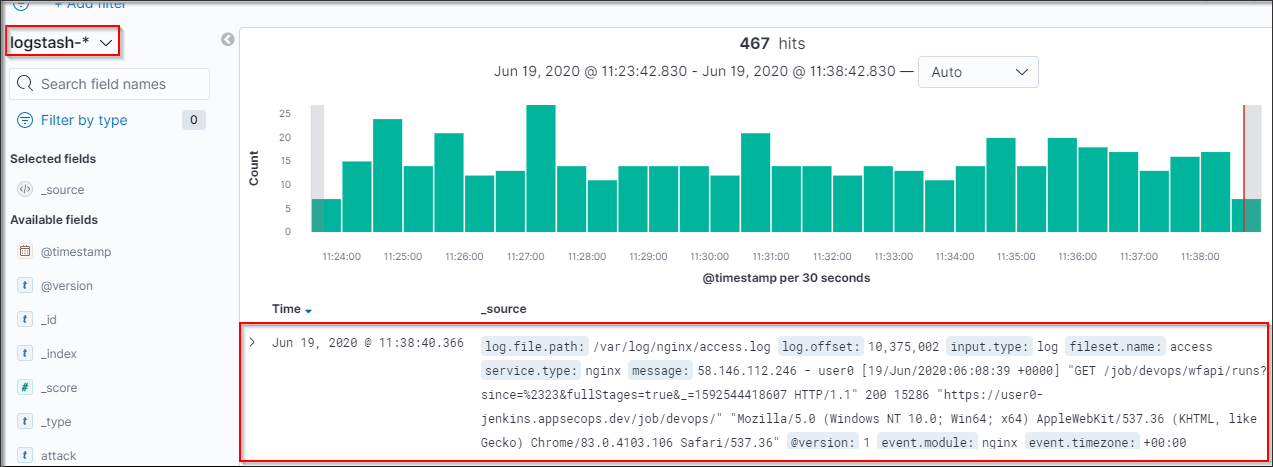 + Add filter
logstash-*
467 hits
Jun 19, 2020 @ 11:23:42.830 - Jun 19, 2020 @ 11:38:42.830 — Auto
Search field names
Filter by type 0
Selected fields
_source
Available fields
@timestamp
@version
_id
_index
_score
_type
attack
Count
25
20
15
10
5
0
11:24:00 11:25:00 11:26:00 11:27:00 11:28:00 11:29:00 11:30:00 11:31:00 11:32:00 11:33:00 11:34:00 11:35:00 11:36:00 11:37:00 11:38:00
@timestamp per 30 seconds
Time _source
Jun 19, 2020 @ 11:38:40.366 log.file.path: /var/log/nginx/access.log log.offset: 10,375,002 input.type: log fileset.name: access
service.type: nginx message: 58.146.112.246 - user0 [19/Jun/2020:06:08:39 +0000] "GET /job/devops/wfapi/runs?
since=%2323&fullStages=true&_=1592544418607 HTTP/1.1" 200 15286 "https://user0-
jenkins.appsecops.dev/job/devops/" "Mozilla/5.0 (Windows NT 10.0; Win64; x64) AppleWebKit/537.36 (KHTML, like
Gecko) Chrome/83.0.4103.106 Safari/537.36" @version: 1 event.module: nginx event.timezone: +00:00